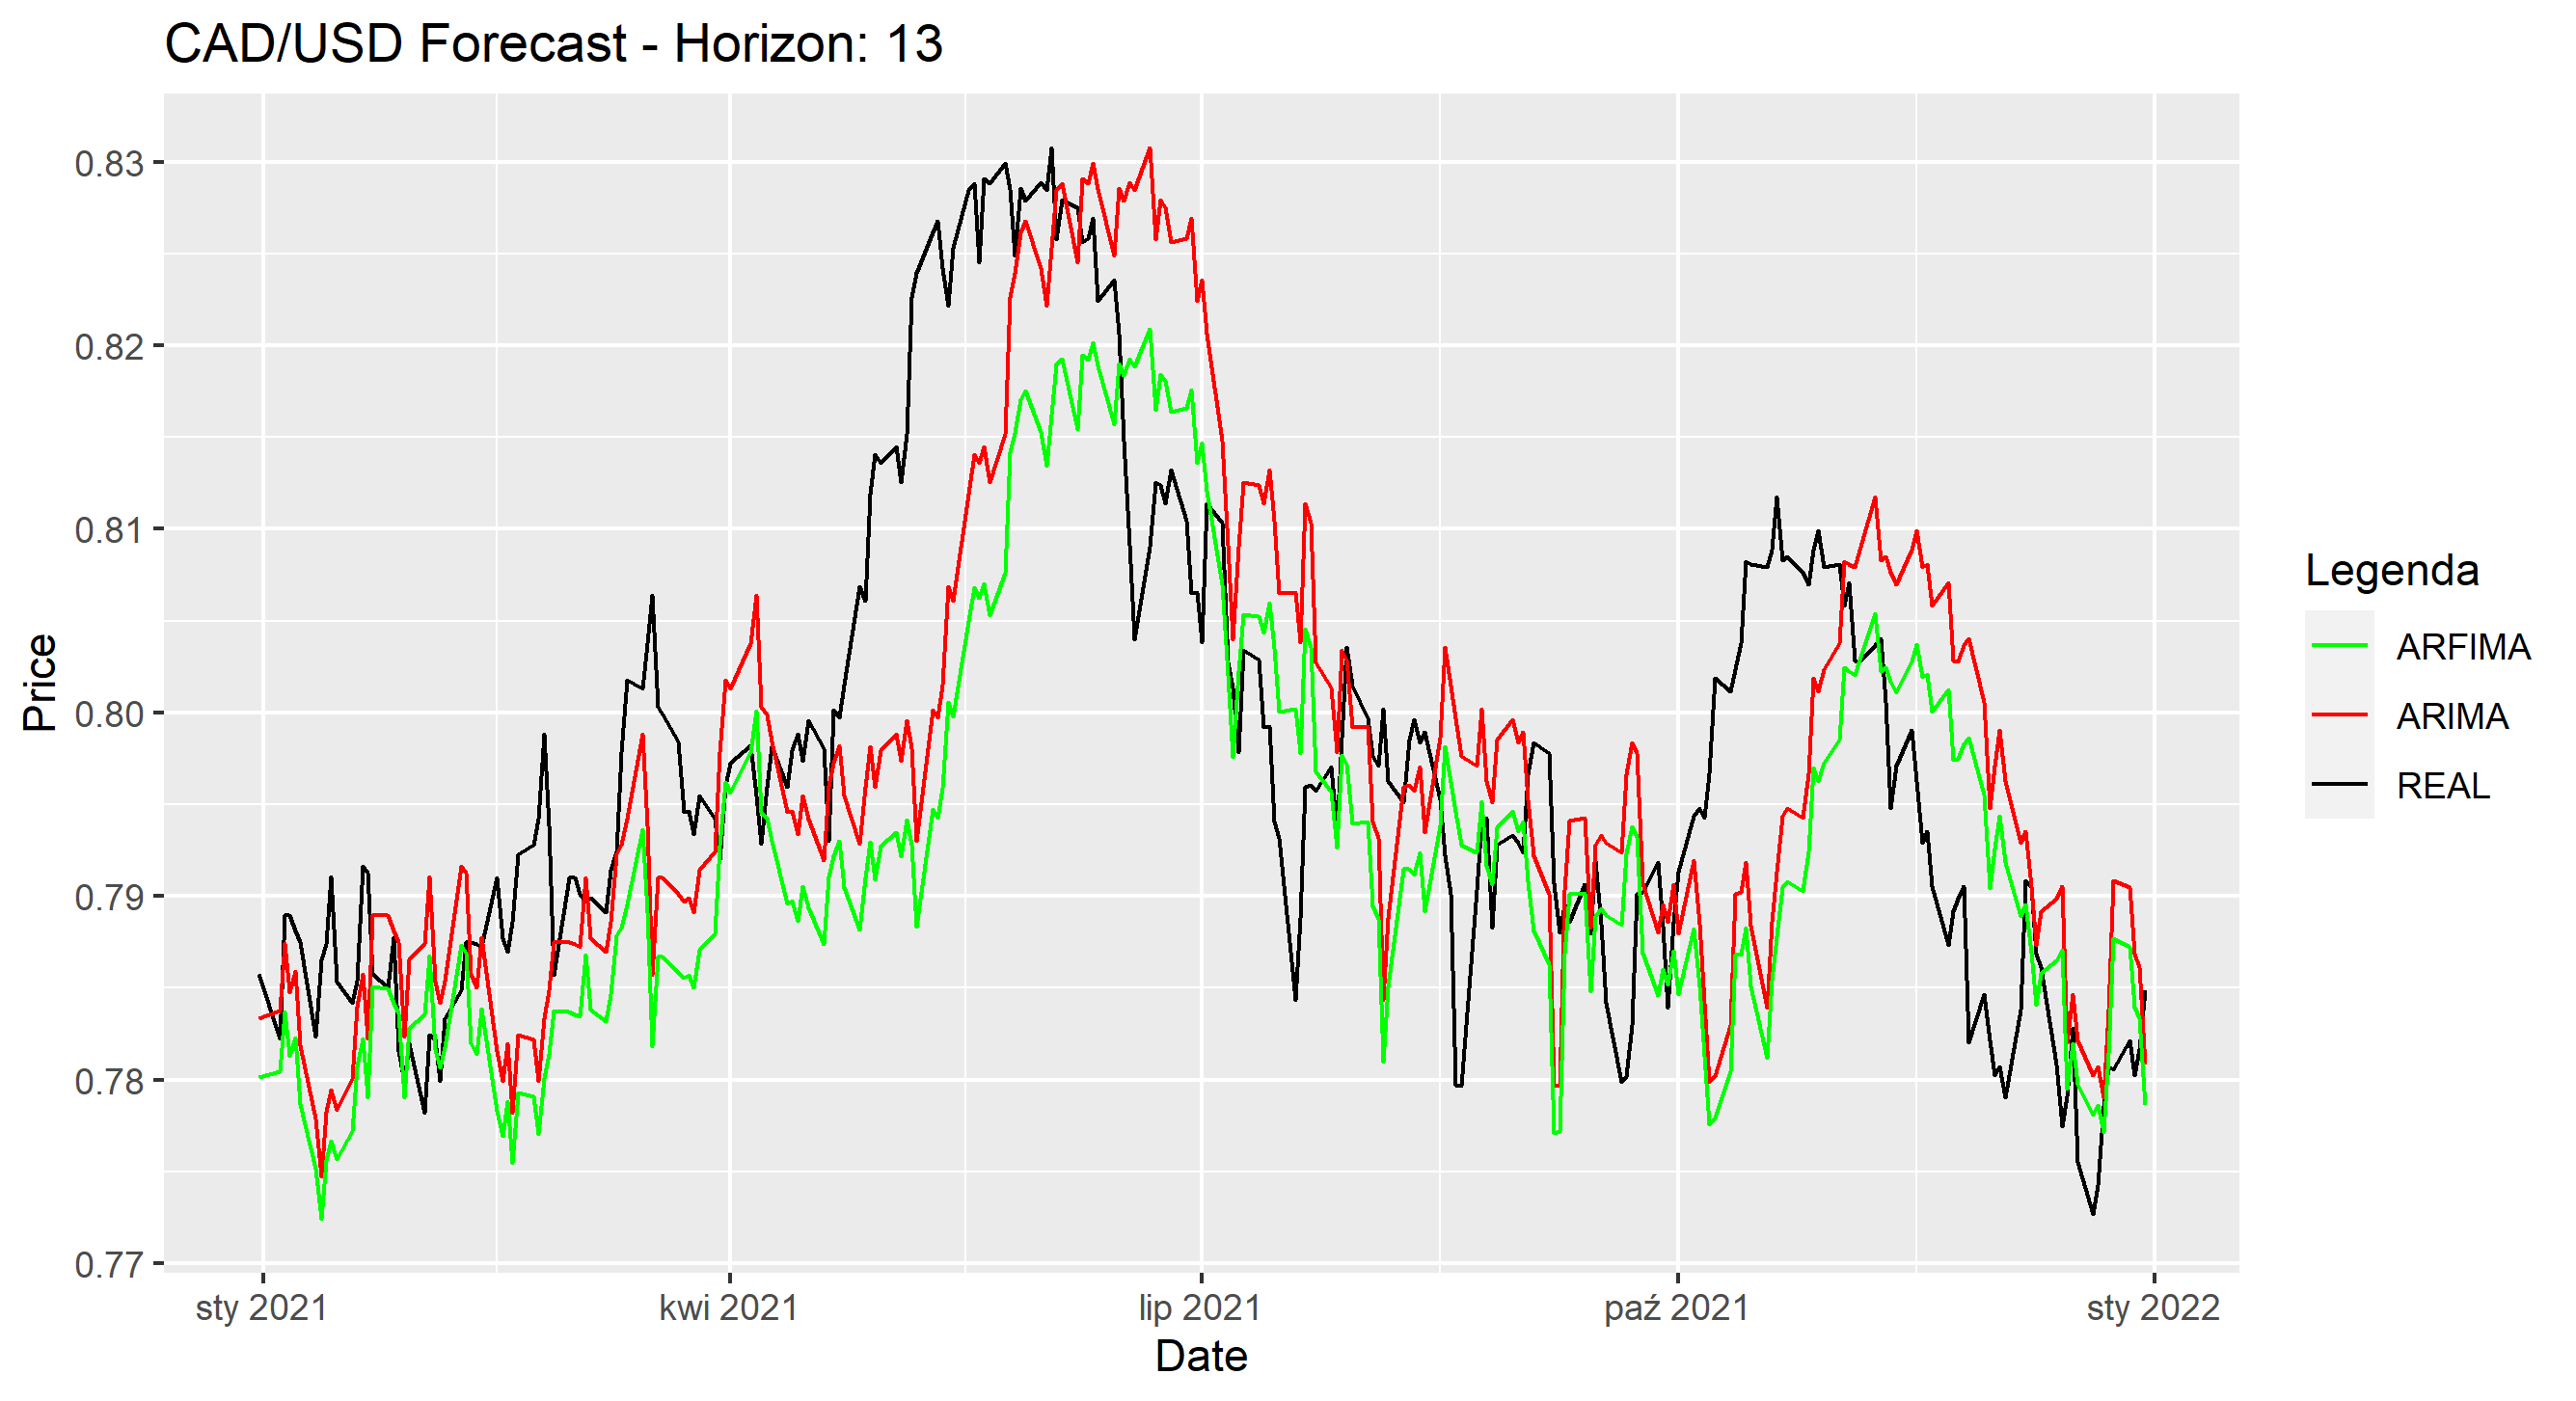 CAD/USD Forecast - Horizon: 13
Price
0.83
0.82
0.81
0.80
0.79
0.78
0.77
sty 2021
kwi 2021
lip 2021
paź 2021
sty 2022
Date
Legenda
ARFIMA
ARIMA
REAL